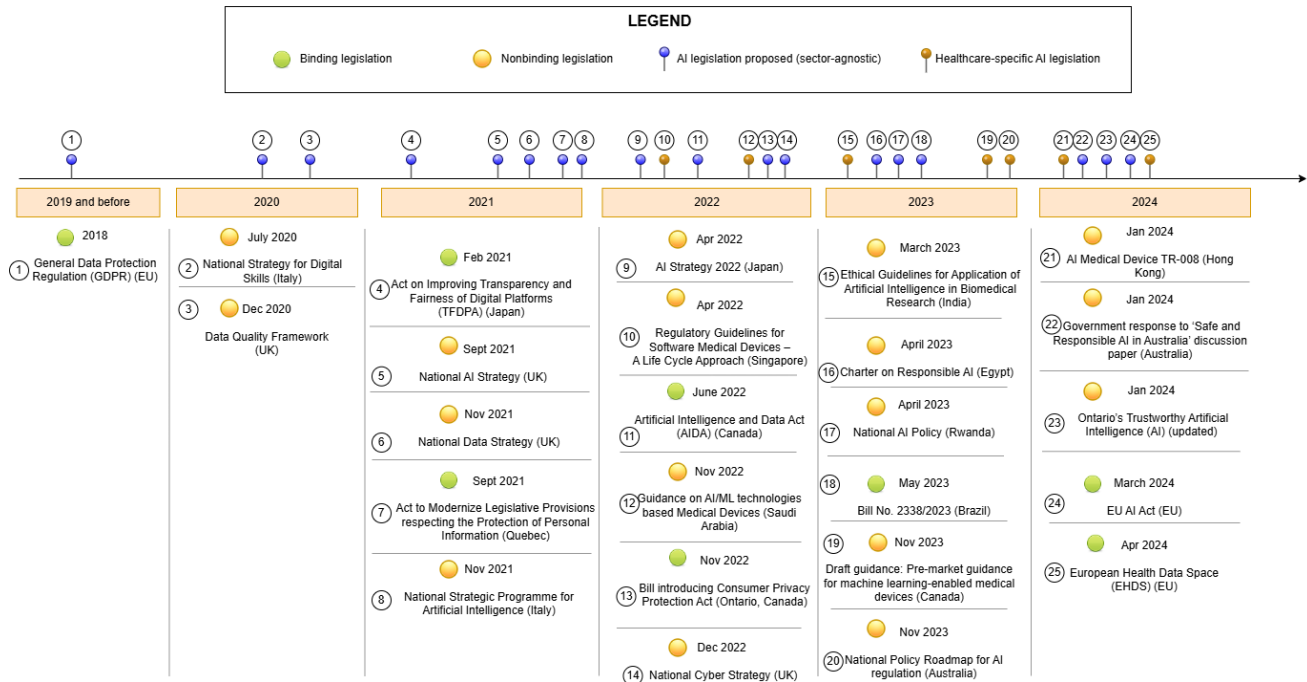 LEGEND
Binding legislation
Nonbinding legislation
AI legislation proposed (sector-agnostic)
Healthcare-specific AI legislation
1
2
3
4
5
6
7
8
9
10
11
12
13
14
15
16
17
18
19
20
21
22
23
24
25
2019 and before
2020
2021
2022
2023
2024
2018
1
General Data Protection
Regulation (GDPR) (EU)
July 2020
2
National Strategy for Digital
Skills (Italy)
3
Dec 2020
Data Quality Framework
(UK)
Feb 2021
4
Act on Improving Transparency and
Fairness of Digital Platforms
(TFDPA) (Japan)
Sept 2021
5
National AI Strategy (UK)
Nov 2021
6
National Data Strategy (UK)
Sept 2021
7
Act to Modernize Legislative Provisions
respecting the Protection of Personal
Information (Quebec)
Nov 2021
8
National Strategic Programme for
Artificial Intelligence (Italy)
Apr 2022
9
AI Strategy 2022 (Japan)
Apr 2022
10
Regulatory Guidelines for
Software Medical Devices –
A Life Cycle Approach (Singapore)
June 2022
11
Artificial Intelligence and Data Act
(AIDA) (Canada)
Nov 2022
12
Guidance on AI/ML technologies
based Medical Devices (Saudi
Arabia)
Nov 2022
13
Bill introducing Consumer Privacy
Protection Act (Ontario, Canada)
Dec 2022
14
National Cyber Strategy (UK)
March 2023
15
Ethical Guidelines for Application of
Artificial Intelligence in Biomedical
Research (India)
April 2023
16
Charter on Responsible AI (Egypt)
April 2023
17
National AI Policy (Rwanda)
18
May 2023
Bill No. 2338/2023 (Brazil)
19
Nov 2023
Draft guidance: Pre-market guidance
for machine learning-enabled medical
devices (Canada)
Nov 2023
20
National Policy Roadmap for AI
regulation (Australia)
Jan 2024
21
AI Medical Device TR-008 (Hong
Kong)
Jan 2024
22
Government response to ‘Safe and
Responsible AI in Australia’ discussion
paper (Australia)
Jan 2024
23
Ontario's Trustworthy Artificial
Intelligence (AI) (updated)
March 2024
24
EU AI Act (EU)
Apr 2024
25
European Health Data Space
(EHDS) (EU)